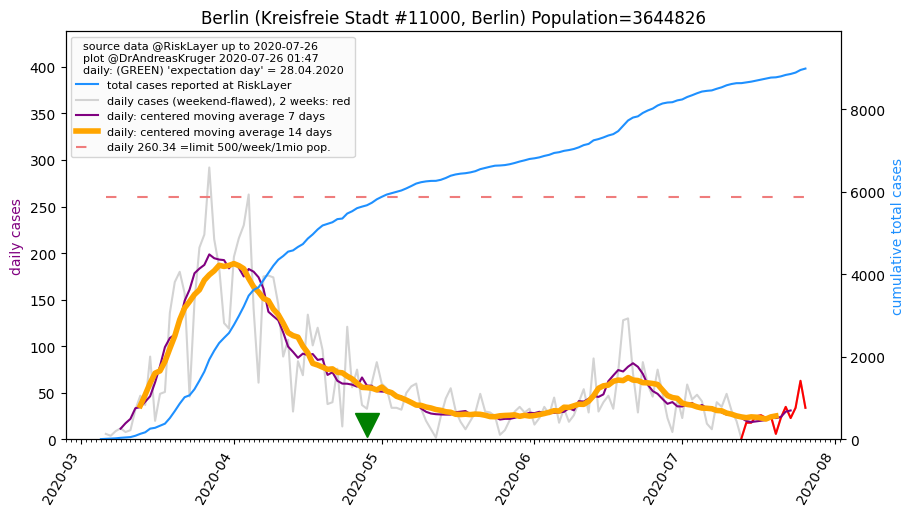 Berlin (Kreisfreie Stadt #11000, Berlin) Population=3644826
source data @RiskLayer up to 2020-07-26
plot @DrAndreasKruger 2020-07-26 01:47
daily: (GREEN) 'expectation day' = 28.04.2020
total cases reported at RiskLayer
daily cases (weekend-flawed), 2 weeks: red
daily: centered moving average 7 days
daily: centered moving average 14 days
daily 260.34 =limit 500/week/1mio pop.
daily cases
400
350
300
250
200
150
100
50
0
cumulative total cases
8000
6000
4000
2000
0
2020-03
2020-04
2020-05
2020-06
2020-07
2020-08